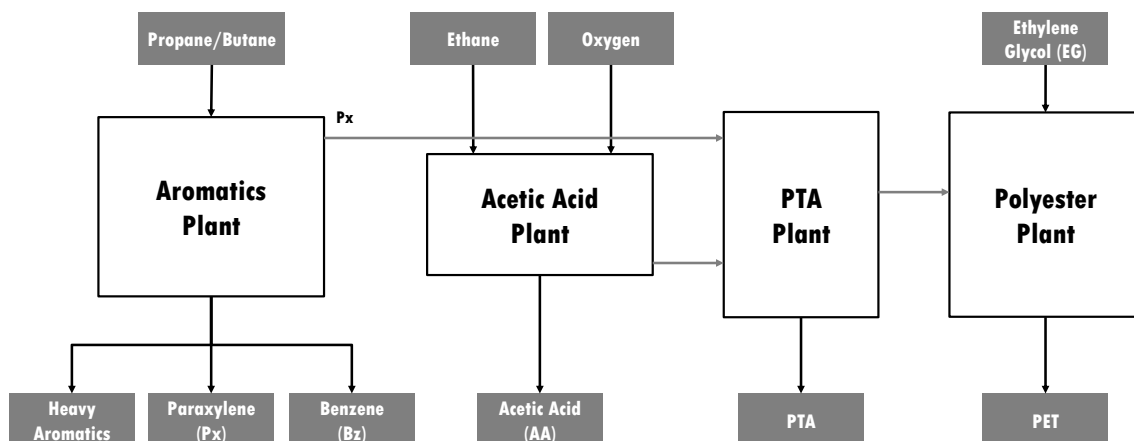 Propane/Butane
Ethane
Oxygen
Ethylene
Glycol (EG)
Px
Aromatics
Plant
Acetic Acid
Plant
PTA
Plant
Polyester
Plant
Heavy
Aromatics
Paraxylene
(Px)
Benzene
(Bz)
Acetic Acid
(AA)
PTA
PET